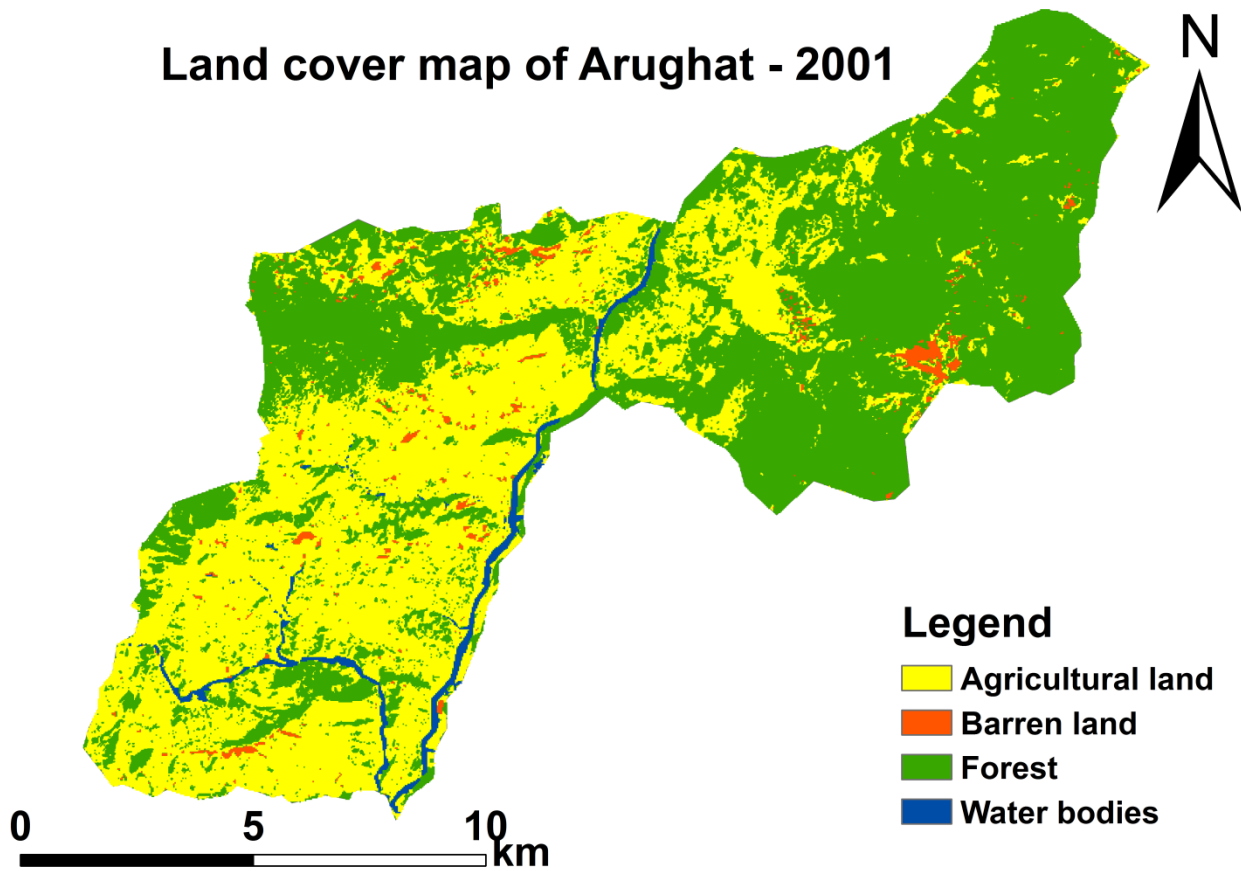 Land cover map of Arughat - 2001
N
Legend
Agricultural land
Barren land
Forest
Water bodies
0 5 10
km